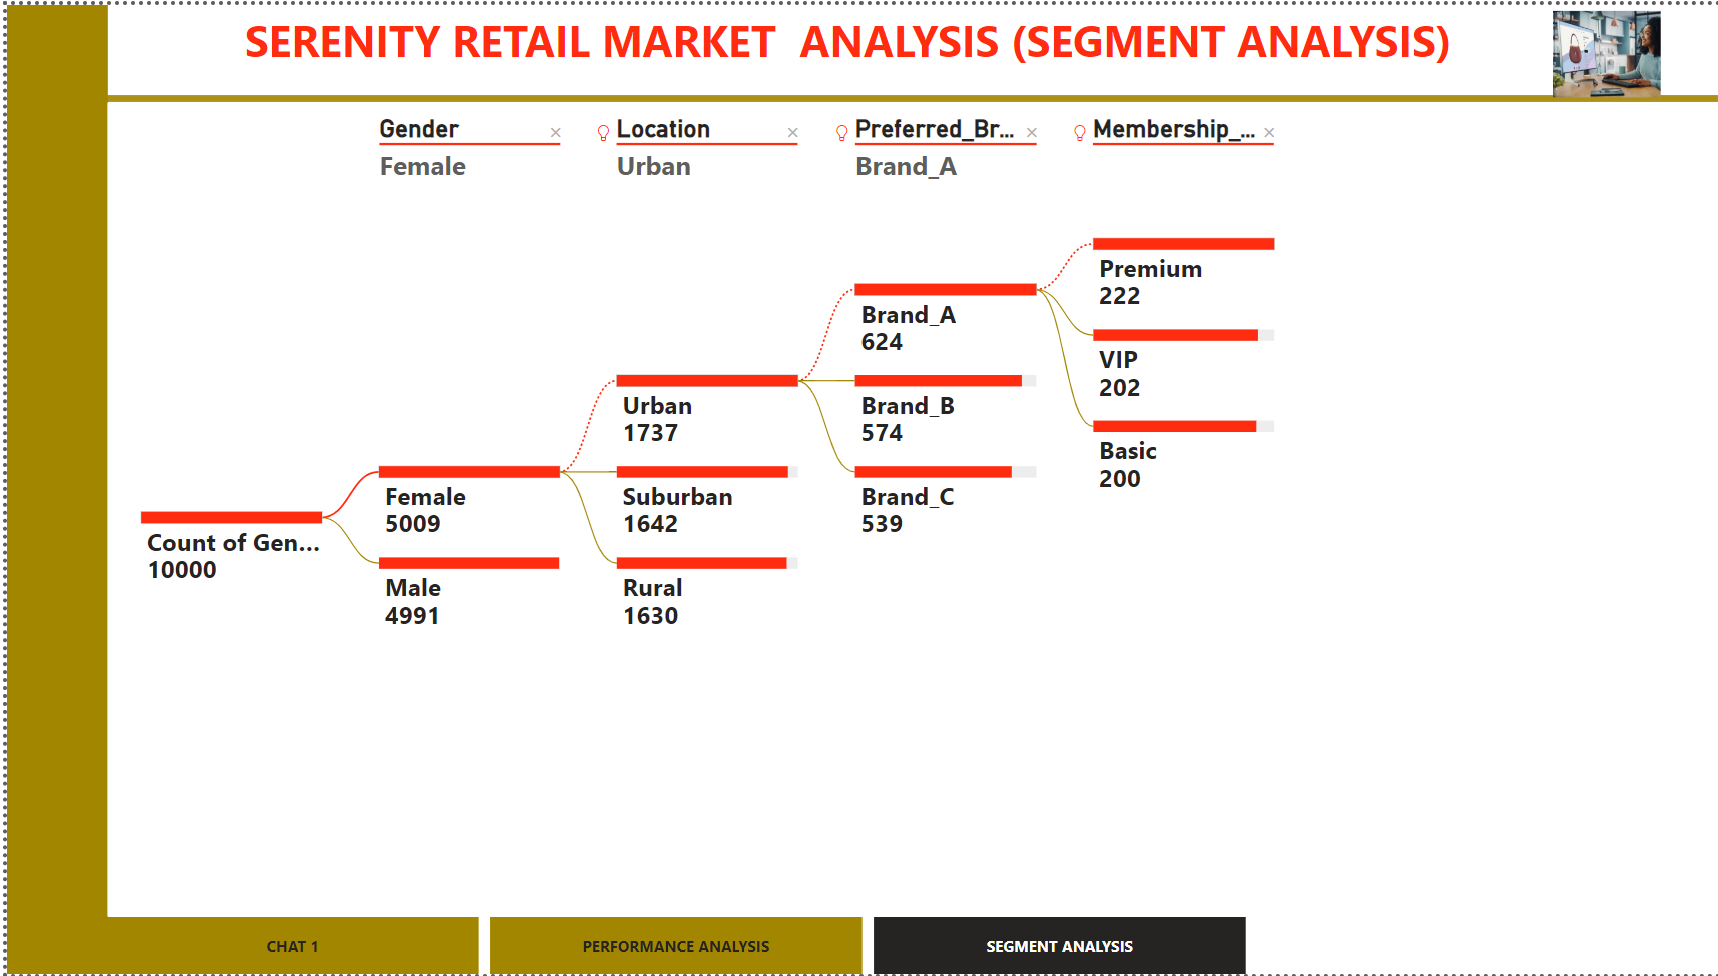 SERENITY RETAIL MARKET  ANALYSIS (SEGMENT ANALYSIS)
Gender
Location
Preferred_Br...
Membership_...
Female
Urban
Brand_A
Premium
222
VIP
202
Basic
200
Brand_A
624
Brand_B
574
Brand_C
539
Urban
1737
Suburban
1642
Rural
1630
Female
5009
Male
4991
Count of Gen...
10000
CHAT 1
PERFORMANCE ANALYSIS
SEGMENT ANALYSIS